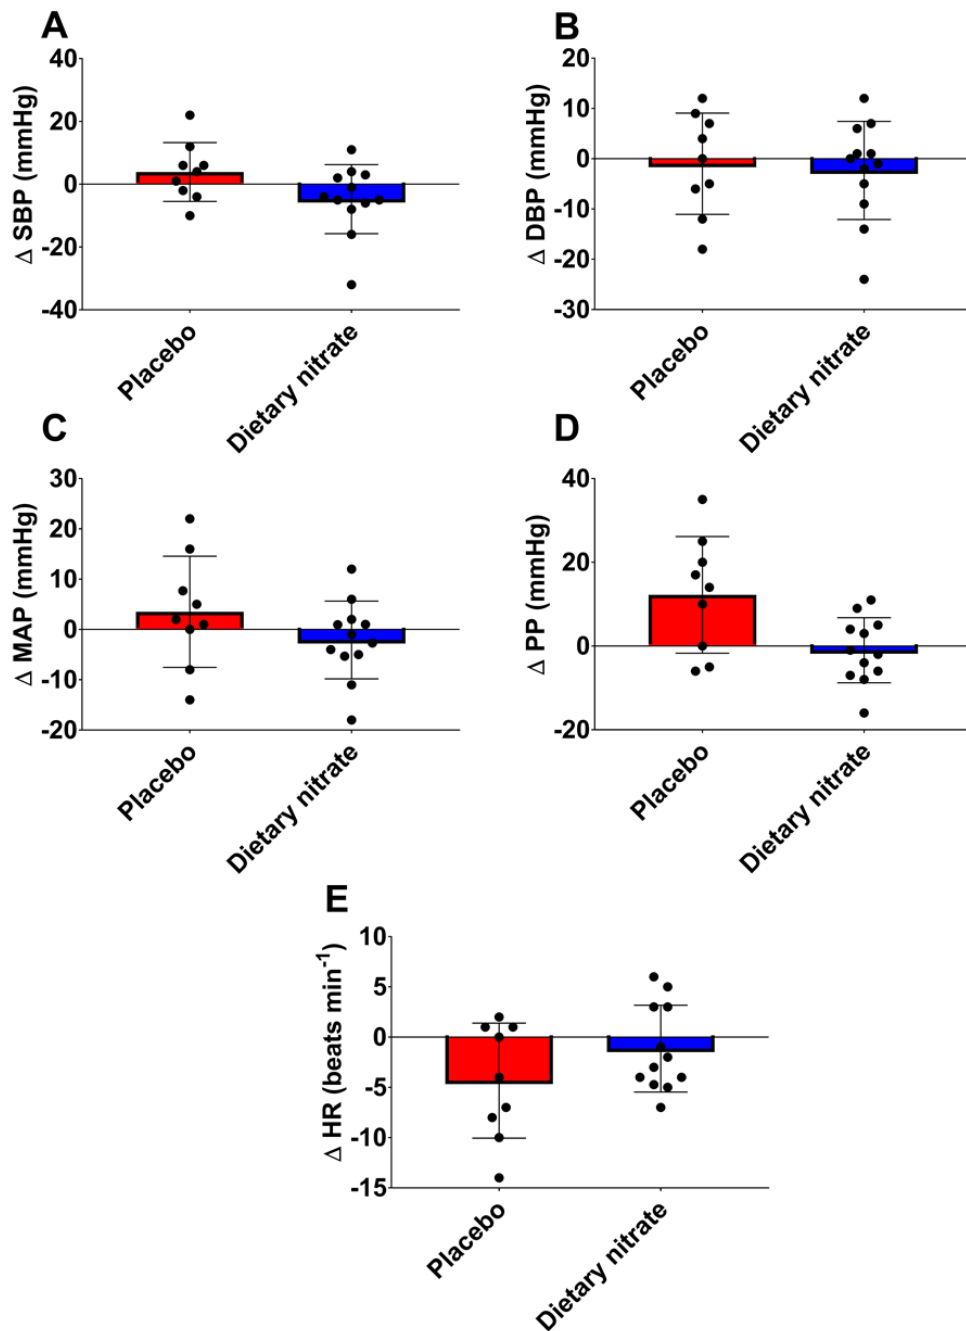 A
Δ SBP (mmHg)
40
20
0
-20
-40
Placebo
Dietary nitrate
B
Δ DBP (mmHg)
20
10
0
-10
-20
-30
Placebo
Dietary nitrate
C
Δ MAP (mmHg)
30
20
10
0
-10
-20
Placebo
Dietary nitrate
D
Δ PP (mmHg)
40
20
0
-20
Placebo
Dietary nitrate
E
Δ HR (beats min⁻¹)
10
5
0
-5
-10
-15
Placebo
Dietary nitrate